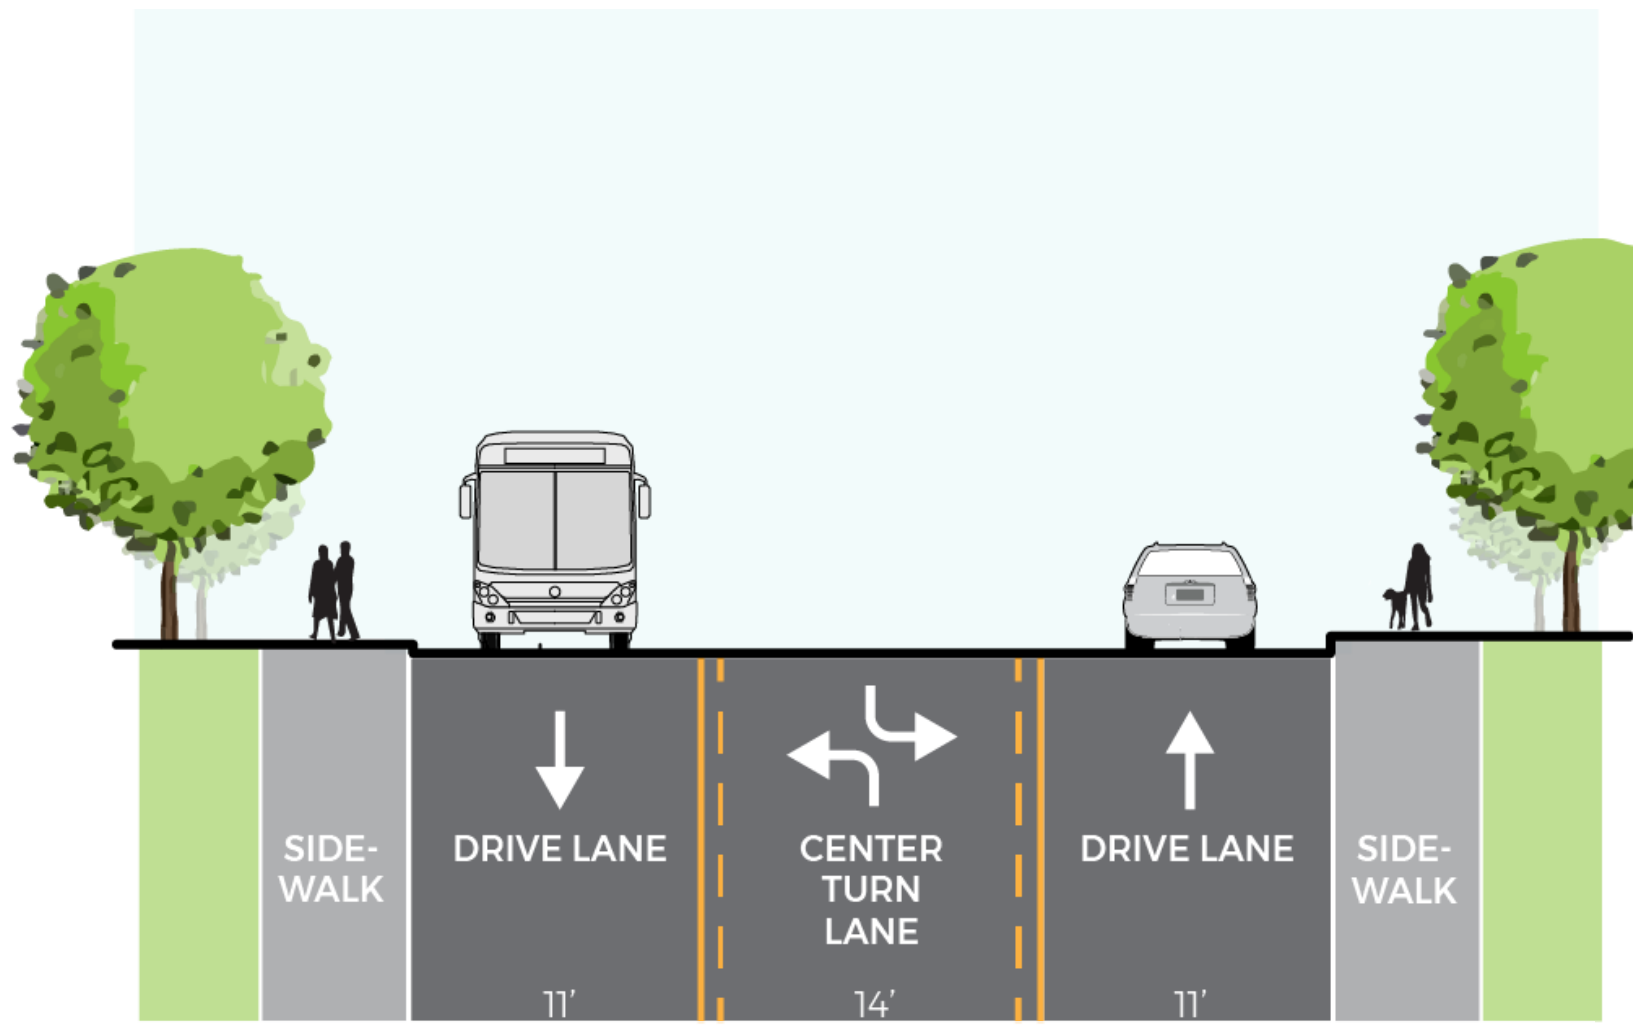 SIDE-
WALK
DRIVE LANE
11’
CENTER
TURN
LANE
14’
DRIVE LANE
11’
SIDE-
WALK